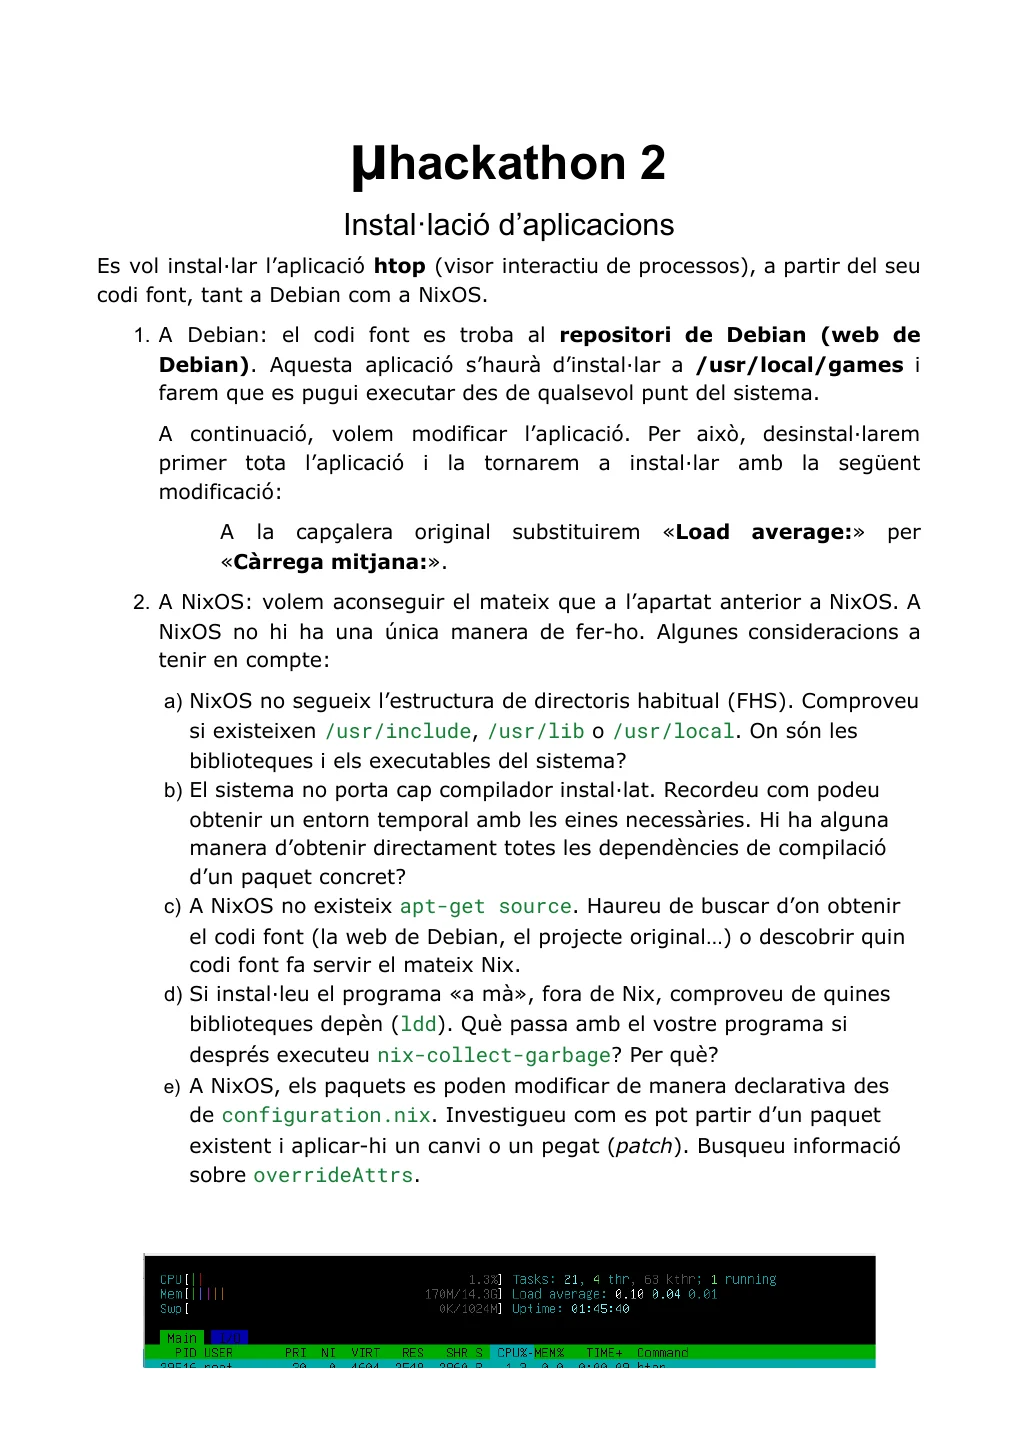 µhackathon 2
Instal·lació d’aplicacions
Es vol instal·lar l’aplicació htop (visor interactiu de processos), a partir del seu
codi font, tant a Debian com a NixOS.
1. A Debian: el codi font es troba al repositori de Debian (web de
Debian). Aquesta aplicació s’haurà d’instal·lar a /usr/local/games i
farem que es pugui executar des de qualsevol punt del sistema.
A continuació, volem modificar l’aplicació. Per això, desinstal·larem
primer tota l’aplicació i la tornarem a instal·lar amb la següent
modificació:
A la capçalera original substituirem «Load average:» per
«Càrrega mitjana:».
2. A NixOS: volem aconseguir el mateix que a l’apartat anterior a NixOS. A
NixOS no hi ha una única manera de fer-ho. Algunes consideracions a
tenir en compte:
a) NixOS no segueix l’estructura de directoris habitual (FHS). Comproveu
si existeixen /usr/include, /usr/lib o /usr/local. On són les
biblioteques i els executables del sistema?
b) El sistema no porta cap compilador instal·lat. Recordeu com podeu
obtenir un entorn temporal amb les eines necessàries. Hi ha alguna
manera d’obtenir directament totes les dependències de compilació
d’un paquet concret?
c) A NixOS no existeix apt-get source. Haureu de buscar d’on obtenir
el codi font (la web de Debian, el projecte original…) o descobrir quin
codi font fa servir el mateix Nix.
d) Si instal·leu el programa «a mà», fora de Nix, comproveu de quines
biblioteques depèn (ldd). Què passa amb el vostre programa si
després executeu nix-collect-garbage? Per què?
e) A NixOS, els paquets es poden modificar de manera declarativa des
de configuration.nix. Investigueu com es pot partir d’un paquet
existent i aplicar-hi un canvi o un pegat (patch). Busqueu informació
sobre overrideAttrs.
CPU[|| 1.3%] Tasks: 21, 4 thr, 63 kthr; 1 running
Mem[||||| 170M/14.3G] Load average: 0.10 0.04 0.01
Swp[ 0K/1024M] Uptime: 01:45:40
Main I/O
PID USER PRI NI VIRT RES SHR S CPU%-MEM% TIME+ Command